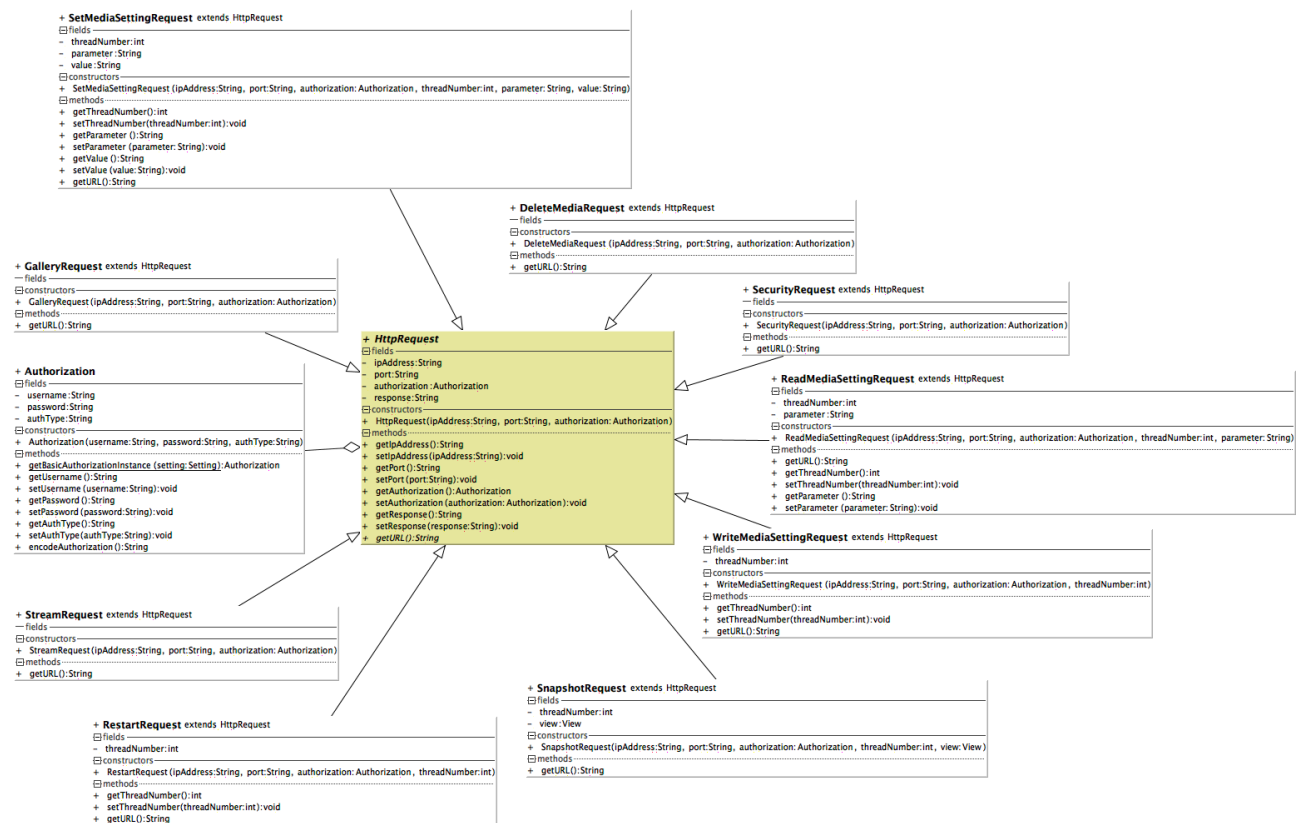 + SetMediaSettingRequest extends HttpRequest
fields
- threadNumber:int
- parameter:String
- value:String
constructors
+ SetMediaSettingRequest (ipAddress:String, port:String, authorization:Authorization, threadNumber:int, parameter:String, value:String)
methods
+ getThreadNumber():int
+ setThreadNumber(threadNumber:int):void
+ getParameter ():String
+ setParameter (parameter:String):void
+ getValue ():String
+ setValue (value:String):void
+ getURL():String
+ DeleteMediaRequest extends HttpRequest
fields
constructors
+ DeleteMediaRequest (ipAddress:String, port:String, authorization:Authorization)
methods
+ getURL():String
+ GalleryRequest extends HttpRequest
fields
constructors
+ GalleryRequest(ipAddress:String, port:String, authorization:Authorization)
methods
+ getURL():String
+ SecurityRequest extends HttpRequest
fields
constructors
+ SecurityRequest(ipAddress:String, port:String, authorization:Authorization)
methods
+ getURL():String
+ HttpRequest
fields
- ipAddress:String
- port:String
- authorization:Authorization
- response:String
constructors
+ HttpRequest(ipAddress:String, port:String, authorization:Authorization)
methods
+ getIpAddress():String
+ setIpAddress(ipAddress:String):void
+ getPort():String
+ setPort (port:String):void
+ getAuthorization():Authorization
+ setAuthorization (authorization:Authorization):void
+ getResponse():String
+ setResponse(response:String):void
+ getURL():String
+ Authorization
fields
- username:String
- password:String
- authType:String
constructors
+ Authorization(username:String, password:String, authType:String)
methods
+ getBasicAuthorizationInstance (setting:Setting):Authorization
+ getUsername():String
+ setUsername (username:String):void
+ getPassword():String
+ setPassword (password:String):void
+ getAuthType():String
+ setAuthType(authType:String):void
+ encodeAuthorization():String
+ ReadMediaSettingRequest extends HttpRequest
fields
- threadNumber:int
- parameter:String
constructors
+ ReadMediaSettingRequest (ipAddress:String, port:String, authorization:Authorization, threadNumber:int, parameter:String)
methods
+ getURL():String
+ getThreadNumber():int
+ setThreadNumber(threadNumber:int):void
+ getParameter ():String
+ setParameter (parameter:String):void
+ WriteMediaSettingRequest extends HttpRequest
fields
- threadNumber:int
constructors
+ WriteMediaSettingRequest (ipAddress:String, port:String, authorization:Authorization, threadNumber:int)
methods
+ getThreadNumber():int
+ setThreadNumber(threadNumber:int):void
+ getURL():String
+ StreamRequest extends HttpRequest
fields
constructors
+ StreamRequest(ipAddress:String, port:String, authorization:Authorization)
methods
+ getURL():String
+ SnapshotRequest extends HttpRequest
fields
- threadNumber:int
- view:View
constructors
+ SnapshotRequest(ipAddress:String, port:String, authorization:Authorization, threadNumber:int, view:View)
methods
+ getURL():String
+ RestartRequest extends HttpRequest
fields
- threadNumber:int
constructors
+ RestartRequest(ipAddress:String, port:String, authorization:Authorization, threadNumber:int)
methods
+ getThreadNumber():int
+ setThreadNumber(threadNumber:int):void
+ getURL():String